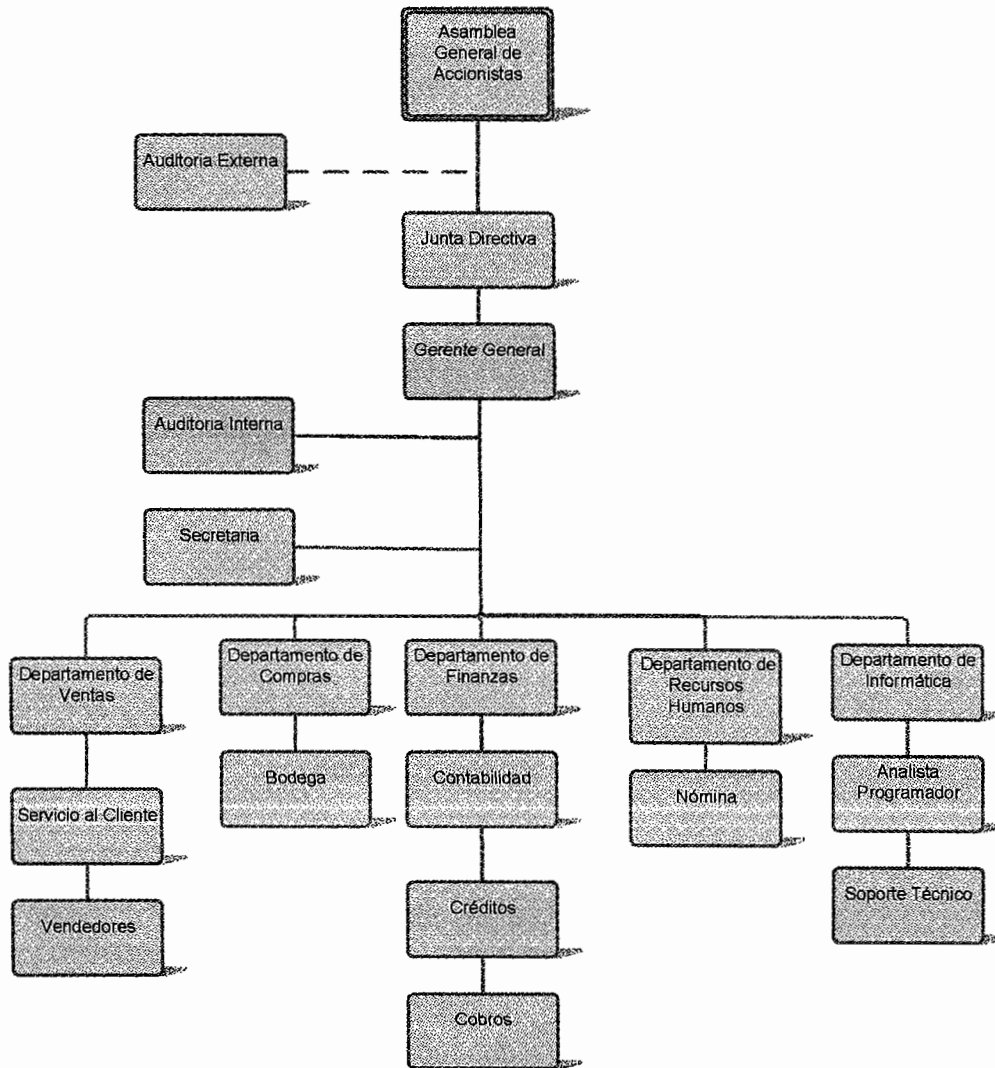 Asamblea
General de
Accionistas
Auditoria Externa
Junta Directiva
Gerente General
Auditoria Interna
Secretaria
Departamento de
Ventas
Departamento de
Compras
Departamento de
Finanzas
Departamento de
Recursos
Humanos
Departamento de
Informática
Servicio al Cliente
Bodega
Contabilidad
Nómina
Analista
Programador
Vendedores
Créditos
Soporte Técnico
Cobros